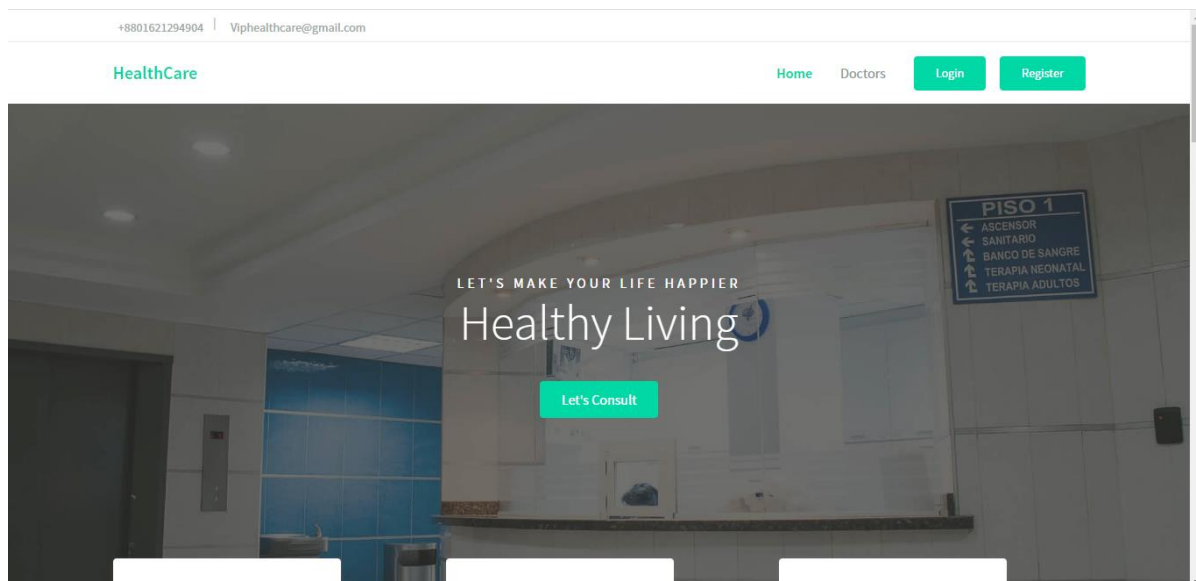 +8801621294904 Viphealthcare@gmail.com
HealthCare Home Doctors Login Register
PISO 1
ASCENSOR
SANITARIO
BANCO DE SANGRE
TERAPIA NEONATAL
TERAPIA ADULTOS
LET'S MAKE YOUR LIFE HAPPIER
Healthy Living
Let's Consult